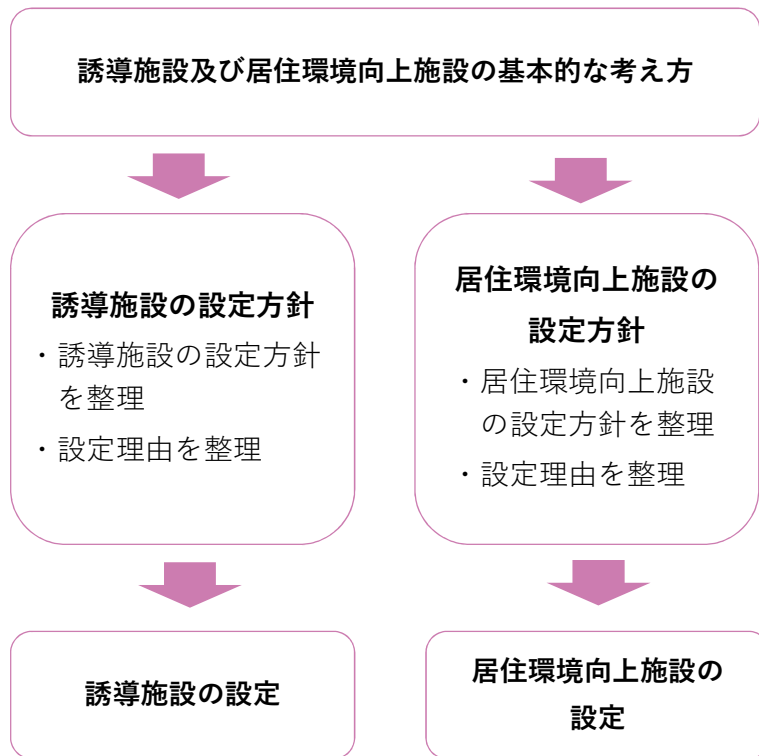 誘導施設及び居住環境向上施設の基本的な考え方
誘導施設の設定方針
・誘導施設の設定方針
を整理
・設定理由を整理
居住環境向上施設の
設定方針
・居住環境向上施設
の設定方針を整理
・設定理由を整理
誘導施設の設定
居住環境向上施設の
設定